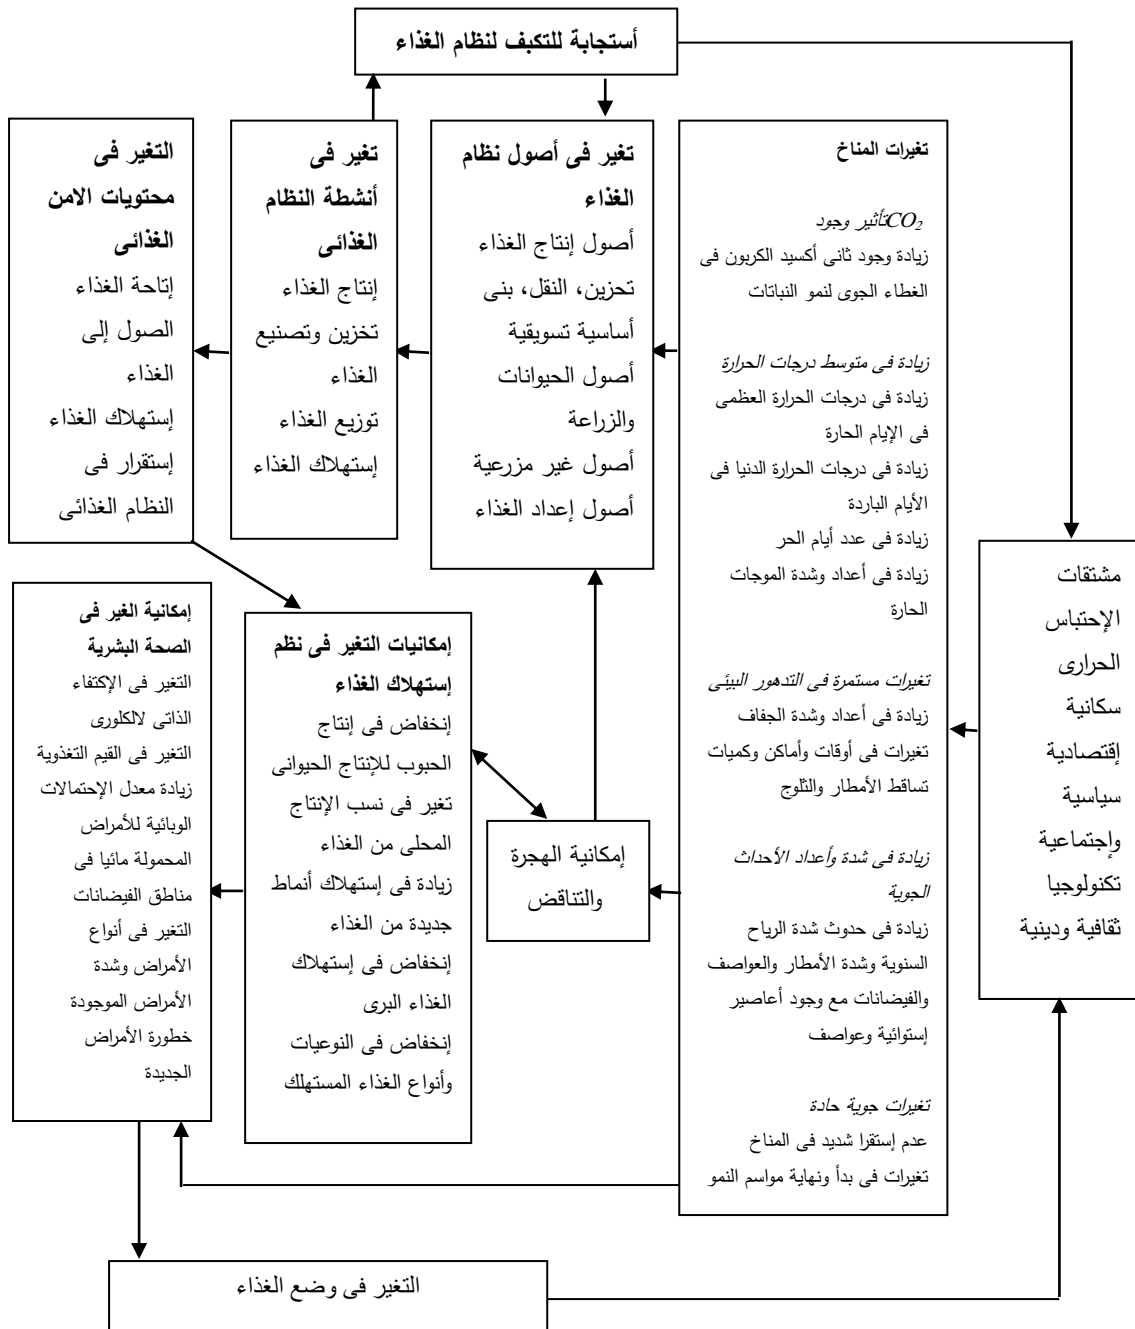 أستجابة للتكيف لنظام الغذاء
تغيرات المناخ
تأثير وجود CO₂
زيادة وجود ثانى أكسيد الكربون فى
الغطاء الجوى لنمو النباتات
زيادة فى متوسط درجات الحرارة
زيادة فى درجات الحرارة العظمى
فى الإيام الحارة
زيادة فى درجات الحرارة الدنيا فى
الأيام الباردة
زيادة فى عدد أيام الحر
زيادة فى أعداد وشدة الموجات
الحارة
تغيرات مستمرة فى التدهور البيئى
زيادة فى أعداد وشدة الجفاف
تغيرات فى أوقات وأماكن وكميات
تساقط الأمطار والثلوج
زيادة فى شدة وأعداد الأحداث
الجوية
زيادة فى حدوث شدة الرياح
السنوية وشدة الأمطار والعواصف
والفيضانات مع وجود أعاصير
إستوائية وعواصف
تغيرات جوية حادة
عدم إستقرا شديد فى المناخ
تغيرات فى بدأ ونهاية مواسم النمو
تغير فى أصول نظام
الغذاء
أصول إنتاج الغذاء
تحزين، النقل، بنى
أساسية تسويقية
أصول الحيوانات
والزراعة
أصول غير مزرعية
أصول إعداد الغذاء
تغير فى
أنشطة النظام
الغذائى
إنتاج الغذاء
تخزين وتصنيع
الغذاء
توزيع الغذاء
إستهلاك الغذاء
التغير فى
محتويات الامن
الغذائى
إتاحة الغذاء
الصول إلى
الغذاء
إستهلاك الغذاء
إستقرار فى
النظام الغذائى
مشتقات
الإحتباس
الحرارى
سكانية
إقتصادية
سياسية
وإجتماعية
تكنولوجيا
ثقافية ودينية
إمكانية الهجرة
والتناقض
إمكانيات التغير فى نظم
إستهلاك الغذاء
إنخفاض فى إنتاج
الحبوب للإنتاج الحيوانى
تغير فى نسب الإنتاج
المحلى من الغذاء
زيادة فى إستهلاك أنماط
جديدة من الغذاء
إنخفاض فى إستهلاك
الغذاء البرى
إنخفاض فى النوعيات
وأنواع الغذاء المستهلك
إمكانية الغير فى
الصحة البشرية
التغير فى الإكتفاء
الذاتى لالكلورى
التغير فى القيم التغذوية
زيادة معدل الإحتمالات
الوبائية للأمراض
المحمولة مائيا فى
مناطق الفيضانات
التغير فى أنواع
الأمراض وشدة
الأمراض الموجودة
خطورة الأمراض
الجديدة
التغير فى وضع الغذاء